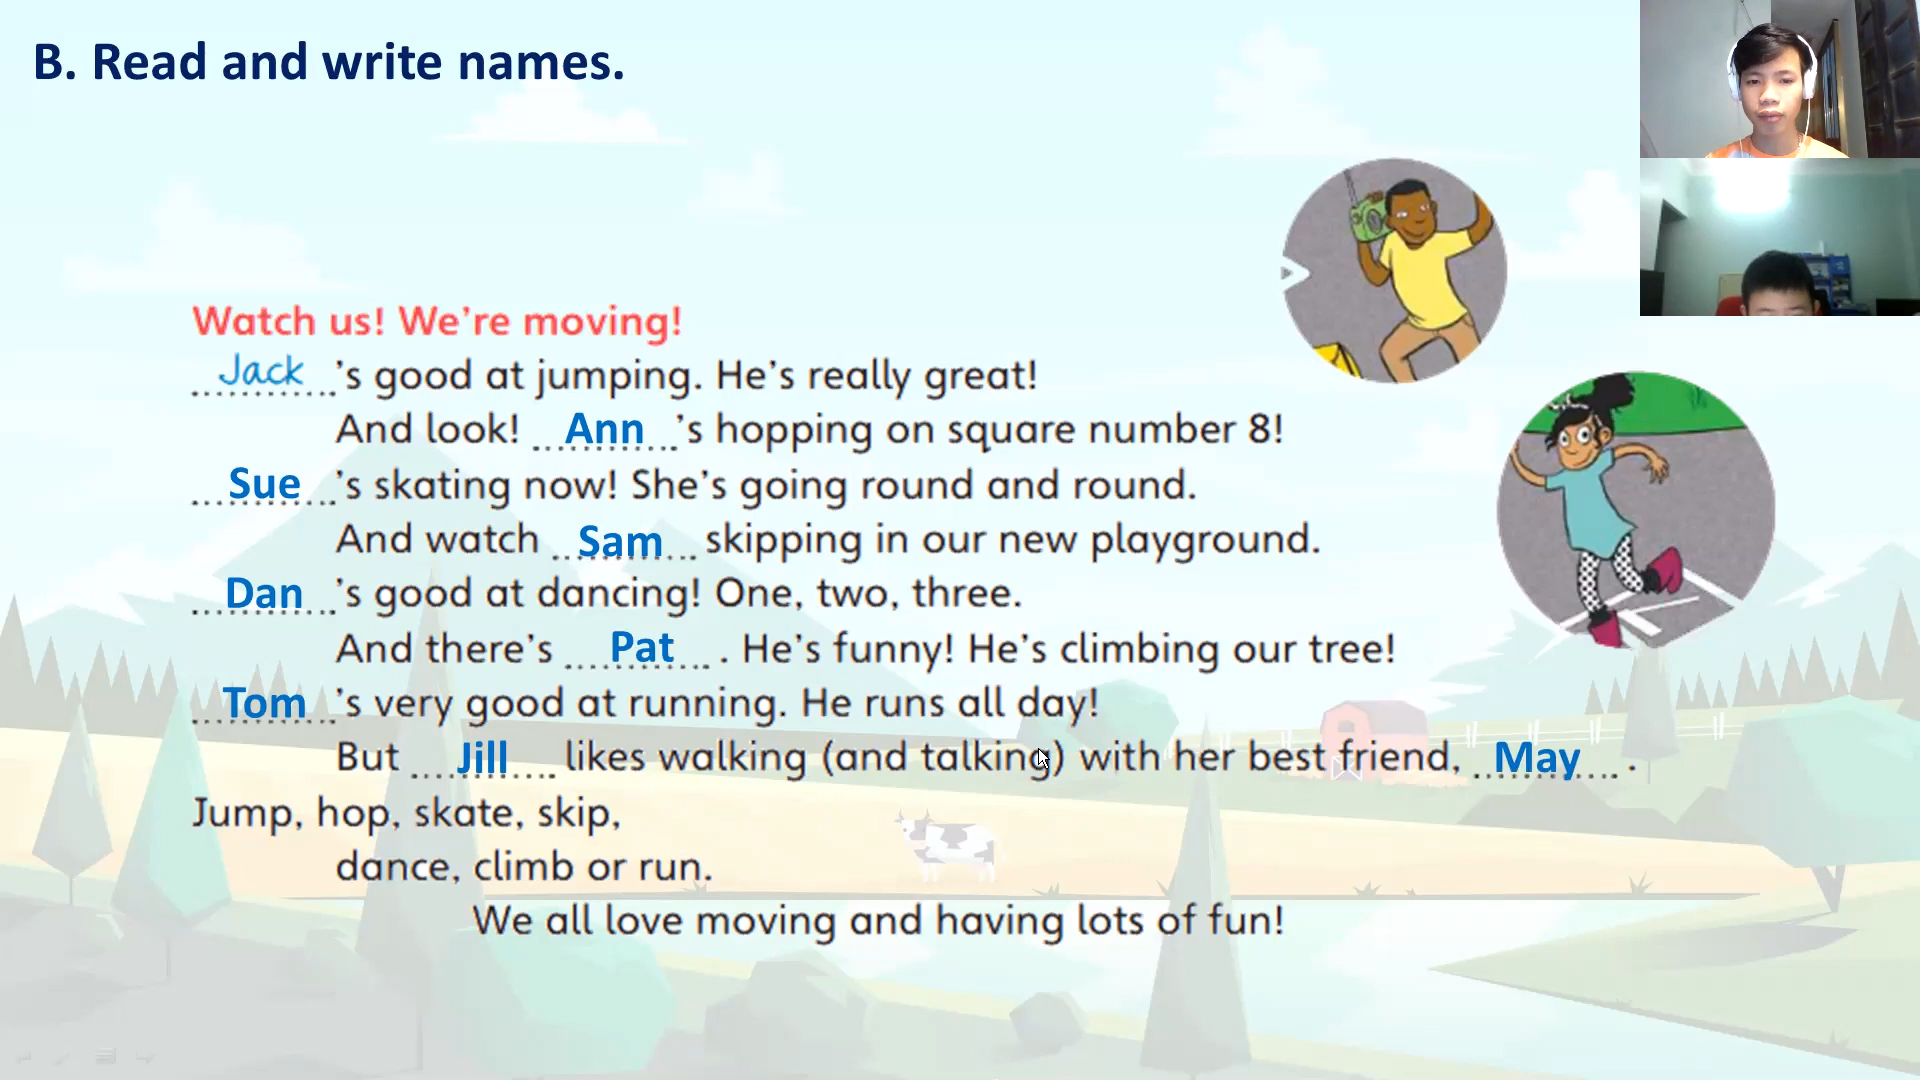 B. Read and write names.
Watch us! We're moving!
Jack 's good at jumping. He's really great!
And look! Ann 's hopping on square number 8!
Sue 's skating now! She's going round and round.
And watch Sam skipping in our new playground.
Dan 's good at dancing! One, two, three.
And there's Pat . He's funny! He's climbing our tree!
Tom 's very good at running. He runs all day!
But Jill likes walking (and talking) with her best friend, May .
Jump, hop, skate, skip,
dance, climb or run.
We all love moving and having lots of fun!